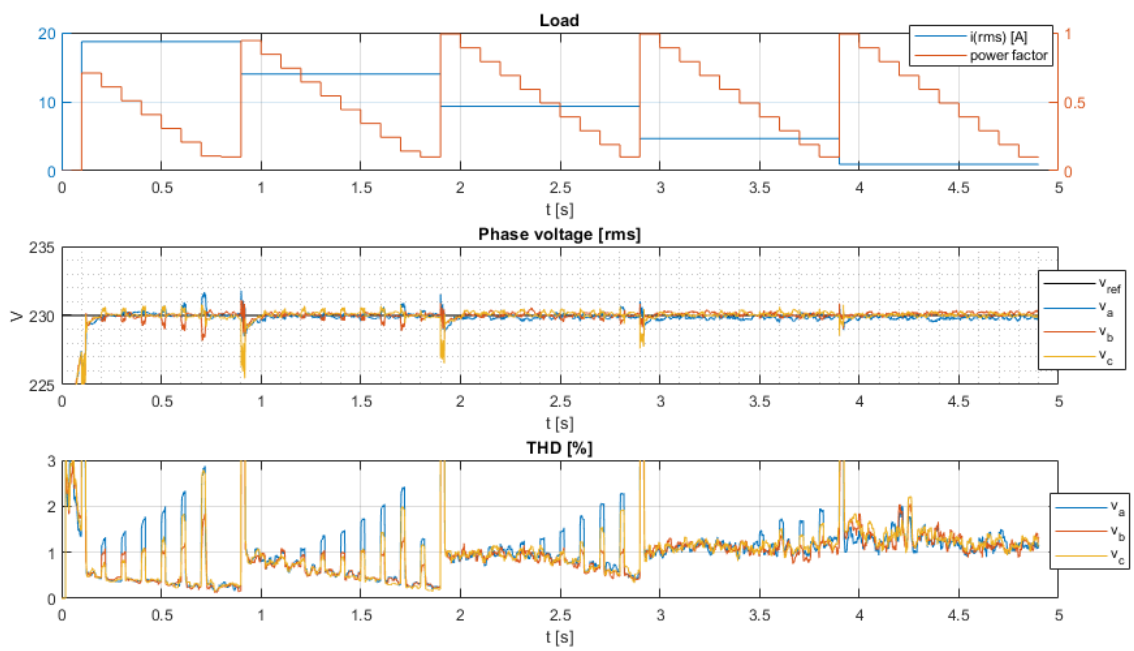 Load
20
10
0
1
0.5
0
i(rms) [A]
power factor
0 0.5 1 1.5 2 2.5 3 3.5 4 4.5 5
t [s]
Phase voltage [rms]
235
230
225
V
v_ref
v_a
v_b
v_c
0 0.5 1 1.5 2 2.5 3 3.5 4 4.5 5
t [s]
THD [%]
3
2
1
0
v_a
v_b
v_c
0 0.5 1 1.5 2 2.5 3 3.5 4 4.5 5
t [s]